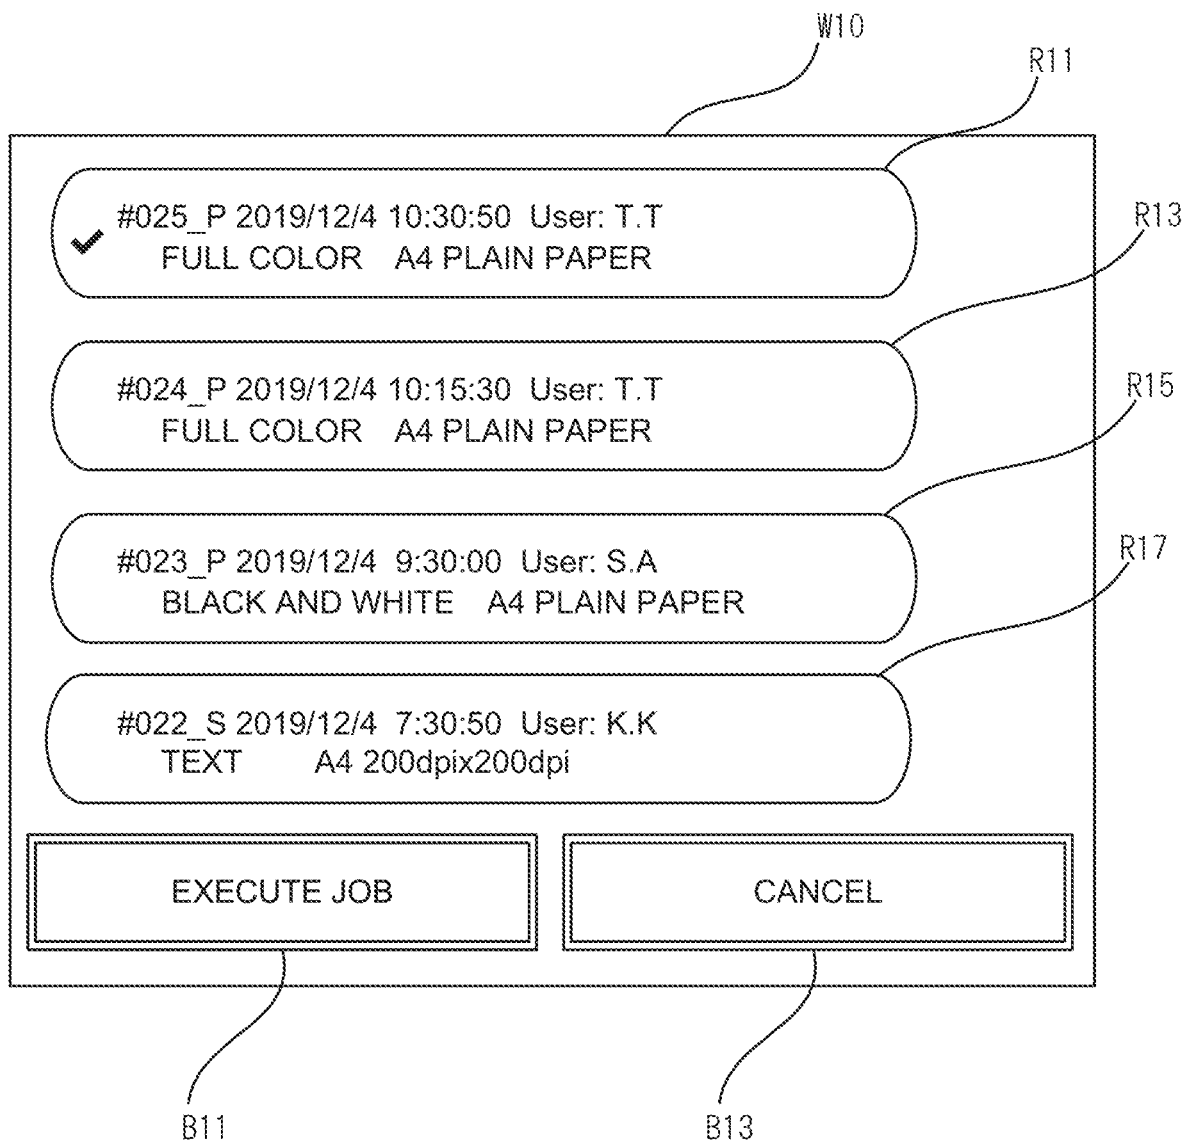 W10
R11
#025_P 2019/12/4 10:30:50 User: T.T
FULL COLOR A4 PLAIN PAPER
R13
#024_P 2019/12/4 10:15:30 User: T.T
FULL COLOR A4 PLAIN PAPER
R15
#023_P 2019/12/4 9:30:00 User: S.A
BLACK AND WHITE A4 PLAIN PAPER
R17
#022_S 2019/12/4 7:30:50 User: K.K
TEXT A4 200dpix200dpi
EXECUTE JOB CANCEL
B11 B13